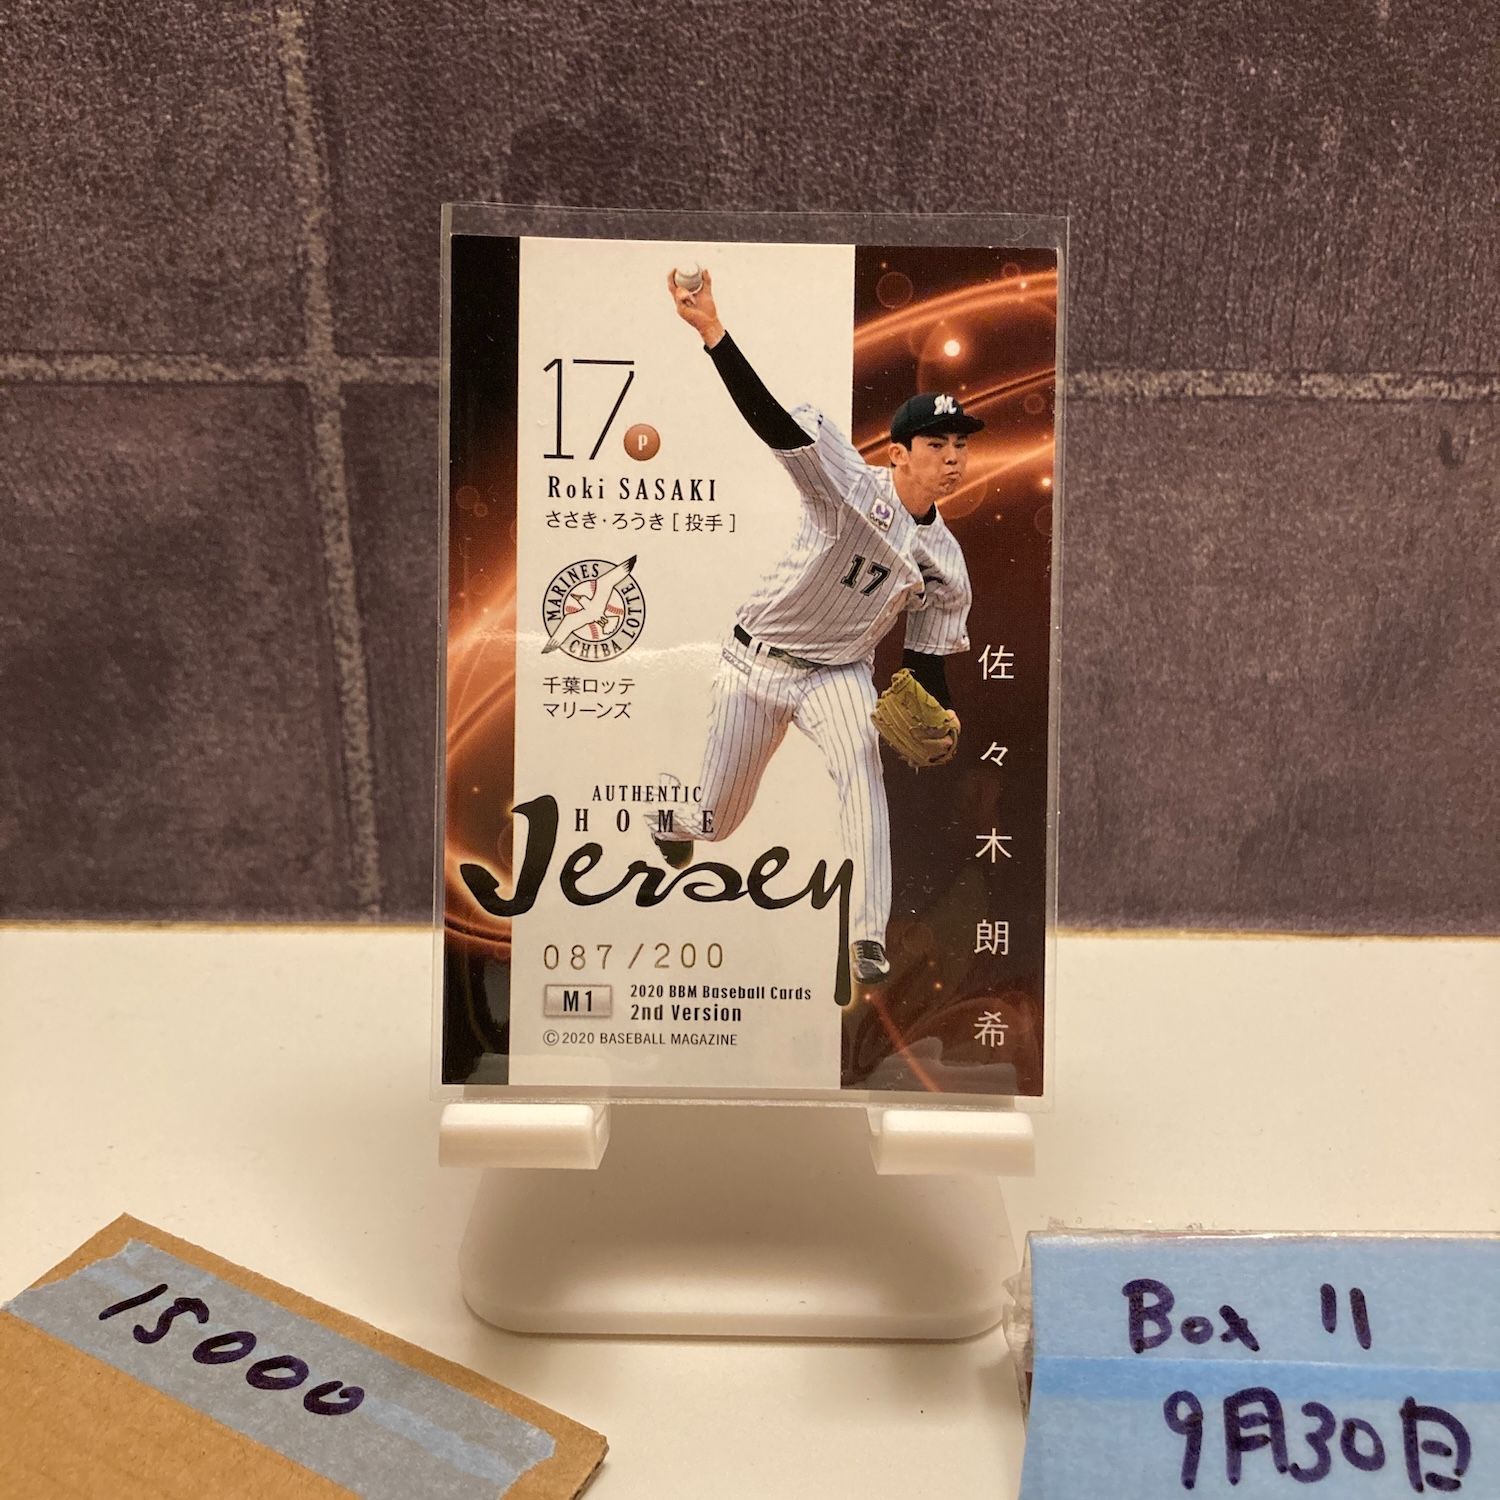 17
P
Roki SASAKI
ささき・ろうき [ 投手 ]
MARINES
CHIBA LOTTE
千葉ロッテ
マリーンズ
M
17
佐々木朗希
AUTHENTIC
HOME
Jersey
087/200
M1
2020 BBM Baseball Cards
2nd Version
©2020 BASEBALL MAGAZINE
15000
Box 11
9月30日